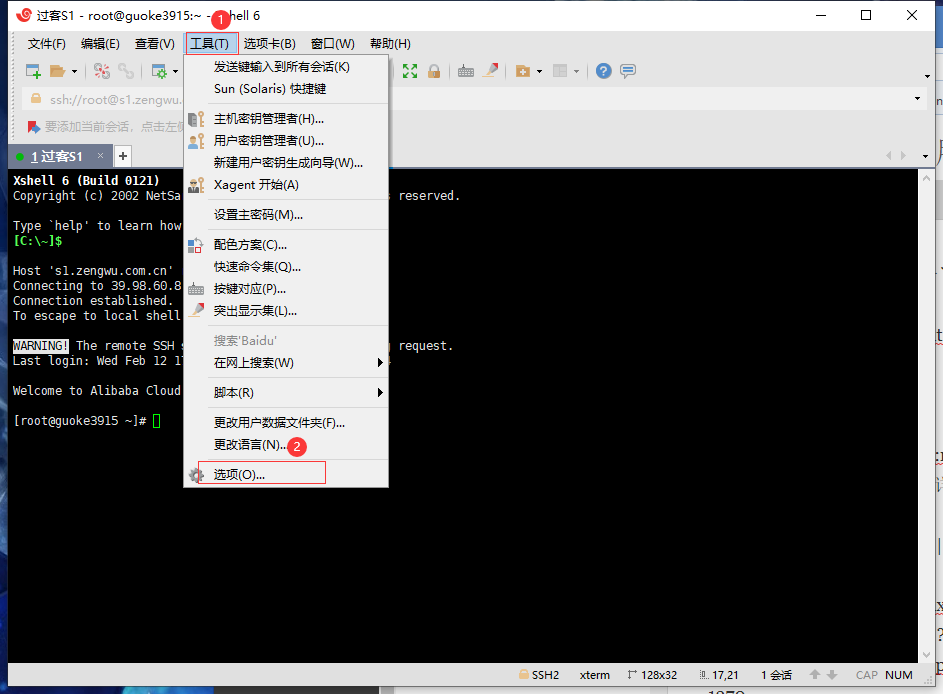 过客S1 - root@guoke3915:~ - Xshell 6
1
文件(F) 编辑(E) 查看(V) 工具(T) 选项卡(B) 窗口(W) 帮助(H)
ssh://root@s1.zengwu.
要添加当前会话，点击左侧
1 过客S1 × +
发送键输入到所有会话(K)
Sun (Solaris) 快捷键
主机密钥管理者(H)...
用户密钥管理者(U)...
新建用户密钥生成向导(W)...
Xagent 开始(A)
设置主密码(M)...
配色方案(C)...
快速命令集(Q)...
按键对应(P)...
突出显示集(L)...
搜索'Baidu'
在网上搜索(W)
脚本(R)
更改用户数据文件夹(F)...
更改语言(N)...
2
选项(O)...
Xshell 6 (Build 0121)
Copyright (c) 2002 NetSa reserved.
Type `help' to learn how
[C:\~]$
Host 's1.zengwu.com.cn'
Connecting to 39.98.60.8
Connection established.
To escape to local shell
WARNING! The remote SSH request.
Last login: Wed Feb 12 1
Welcome to Alibaba Cloud
[root@guoke3915 ~]#
SSH2 xterm 128x32 17,21 1 会话 CAP NUM